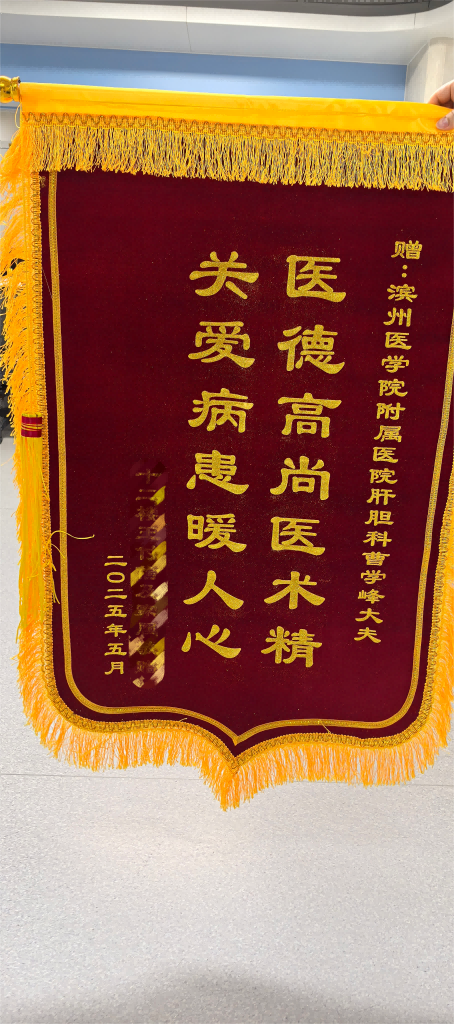 赠：滨州医学院附属医院肝胆科曹学峰大夫
医德高尚医术精
关爱病患暖人心
二〇二五年五月